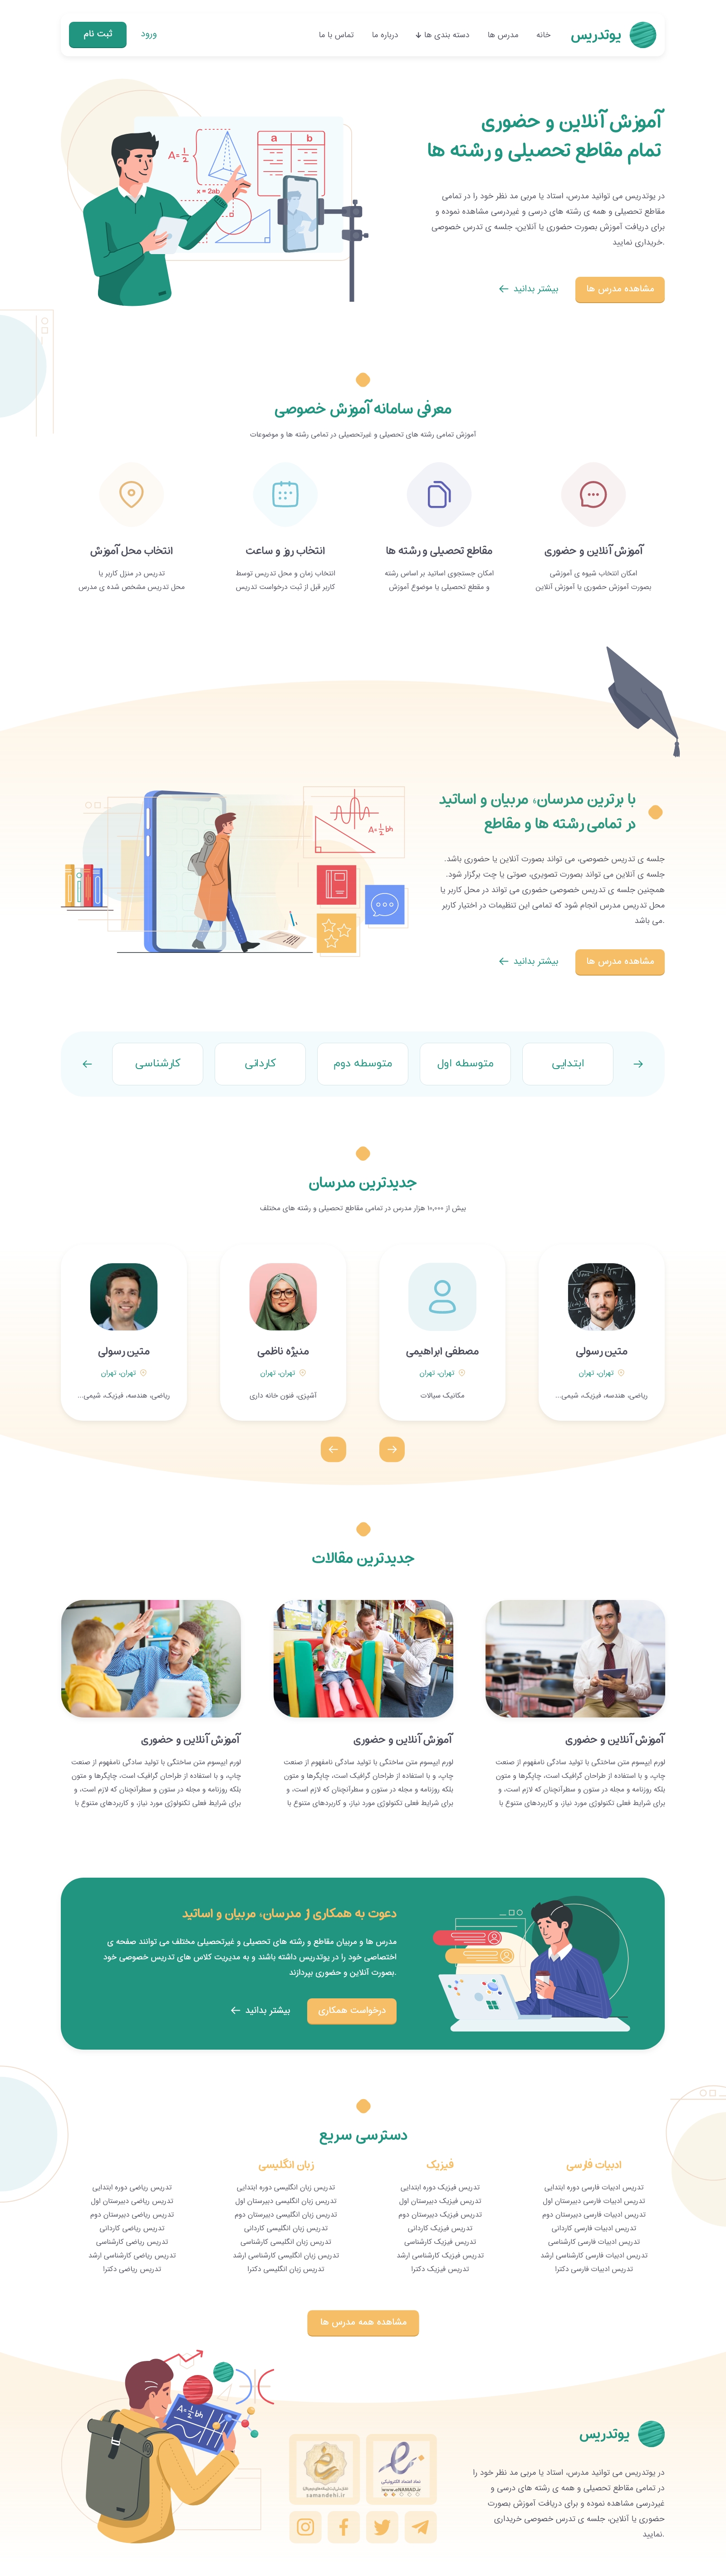 یوتدریس
خانه
مدرس ها
دسته بندی ها
درباره ما
تماس با ما
ورود
ثبت نام
آموزش آنلاین و حضوری
تمام مقاطع تحصیلی و رشته ها
در یوتدریس می توانید مدرس، استاد یا مربی مد نظر خود را در تمامی
مقاطع تحصیلی و همه ی رشته های درسی و غیردرسی مشاهده نموده و
برای دریافت آموزش بصورت حضوری یا آنلاین، جلسه ی تدرس خصوصی
.خریداری نمایید
مشاهده مدرس ها
بیشتر بدانید
a
b
x = 2ab
معرفی سامانه آموزش خصوصی
آموزش تمامی رشته های تحصیلی و غیرتحصیلی در تمامی رشته ها و موضوعات
آموزش آنلاین و حضوری
امکان انتخاب شیوه ی آموزشی
بصورت آموزش حضوری یا آموزش آنلاین
مقاطع تحصیلی و رشته ها
امکان جستجوی اساتید بر اساس رشته
و مقطع تحصیلی یا موضوع آموزش
انتخاب روز و ساعت
انتخاب زمان و محل تدریس توسط
کاربر قبل از ثبت درخواست تدریس
انتخاب محل آموزش
تدریس در منزل کاربر یا
محل تدریس مشخص شده ی مدرس
با برترین مدرسان، مربیان و اساتید
در تمامی رشته ها و مقاطع
جلسه ی تدریس خصوصی، می تواند بصورت آنلاین یا حضوری باشد.
جلسه ی آنلاین می تواند بصورت تصویری، صوتی یا چت برگزار شود.
همچنین جلسه ی تدریس خصوصی حضوری می تواند در محل کاربر یا
محل تدریس مدرس انجام شود که تمامی این تنظیمات در اختیار کاربر
.می باشد
مشاهده مدرس ها
بیشتر بدانید
ابتدایی
متوسطه اول
متوسطه دوم
کاردانی
کارشناسی
جدیدترین مدرسان
بیش از ۱۰,۰۰۰ هزار مدرس در تمامی مقاطع تحصیلی و رشته های مختلف
متین رسولی
تهران، تهران
ریاضی، هندسه، فیزیک، شیمی...
مصطفی ابراهیمی
تهران، تهران
مکانیک سیالات
منیژه ناظمی
تهران، تهران
آشپزی، فنون خانه داری
متین رسولی
تهران، تهران
ریاضی، هندسه، فیزیک، شیمی...
جدیدترین مقالات
آموزش آنلاین و حضوری
لورم ایپسوم متن ساختگی با تولید سادگی نامفهوم از صنعت
چاپ، و با استفاده از طراحان گرافیک است، چاپگرها و متون
بلکه روزنامه و مجله در ستون و سطرآنچنان که لازم است، و
برای شرایط فعلی تکنولوژی مورد نیاز، و کاربردهای متنوع با
آموزش آنلاین و حضوری
لورم ایپسوم متن ساختگی با تولید سادگی نامفهوم از صنعت
چاپ، و با استفاده از طراحان گرافیک است، چاپگرها و متون
بلکه روزنامه و مجله در ستون و سطرآنچنان که لازم است، و
برای شرایط فعلی تکنولوژی مورد نیاز، و کاربردهای متنوع با
آموزش آنلاین و حضوری
لورم ایپسوم متن ساختگی با تولید سادگی نامفهوم از صنعت
چاپ، و با استفاده از طراحان گرافیک است، چاپگرها و متون
بلکه روزنامه و مجله در ستون و سطرآنچنان که لازم است، و
برای شرایط فعلی تکنولوژی مورد نیاز، و کاربردهای متنوع با
دعوت به همکاری از مدرسان، مربیان و اساتید
مدرس ها و مربیان مقاطع و رشته های تحصیلی و غیرتحصیلی مختلف می توانند صفحه ی
اختصاصی خود را در یوتدریس داشته باشند و به مدیریت کلاس های تدریس خصوصی خود
.بصورت آنلاین و حضوری بپردازند
درخواست همکاری
بیشتر بدانید
دسترسی سریع
ادبیات فارسی
تدریس ادبیات فارسی دوره ابتدایی
تدریس ادبیات فارسی دبیرستان اول
تدریس ادبیات فارسی دبیرستان دوم
تدریس ادبیات فارسی کاردانی
تدریس ادبیات فارسی کارشناسی
تدریس ادبیات فارسی کارشناسی ارشد
تدریس ادبیات فارسی دکترا
فیزیک
تدریس فیزیک دوره ابتدایی
تدریس فیزیک دبیرستان اول
تدریس فیزیک دبیرستان دوم
تدریس فیزیک کاردانی
تدریس فیزیک کارشناسی
تدریس فیزیک کارشناسی ارشد
تدریس فیزیک دکترا
زبان انگلیسی
تدریس زبان انگلیسی دوره ابتدایی
تدریس زبان انگلیسی دبیرستان اول
تدریس زبان انگلیسی دبیرستان دوم
تدریس زبان انگلیسی کاردانی
تدریس زبان انگلیسی کارشناسی
تدریس زبان انگلیسی کارشناسی ارشد
تدریس زبان انگلیسی دکترا
تدریس ریاضی دوره ابتدایی
تدریس ریاضی دبیرستان اول
تدریس ریاضی دبیرستان دوم
تدریس ریاضی کاردانی
تدریس ریاضی کارشناسی
تدریس ریاضی کارشناسی ارشد
تدریس ریاضی دکترا
مشاهده همه مدرس ها
یوتدریس
در یوتدریس می توانید مدرس، استاد یا مربی مد نظر خود را
در تمامی مقاطع تحصیلی و همه ی رشته های درسی و
غیردرسی مشاهده نموده و برای دریافت آموزش بصورت
حضوری یا آنلاین، جلسه ی تدرس خصوصی خریداری
.نمایید
نماد اعتماد الکترونیکی
www.eNAMAD.ir
samandehi.ir